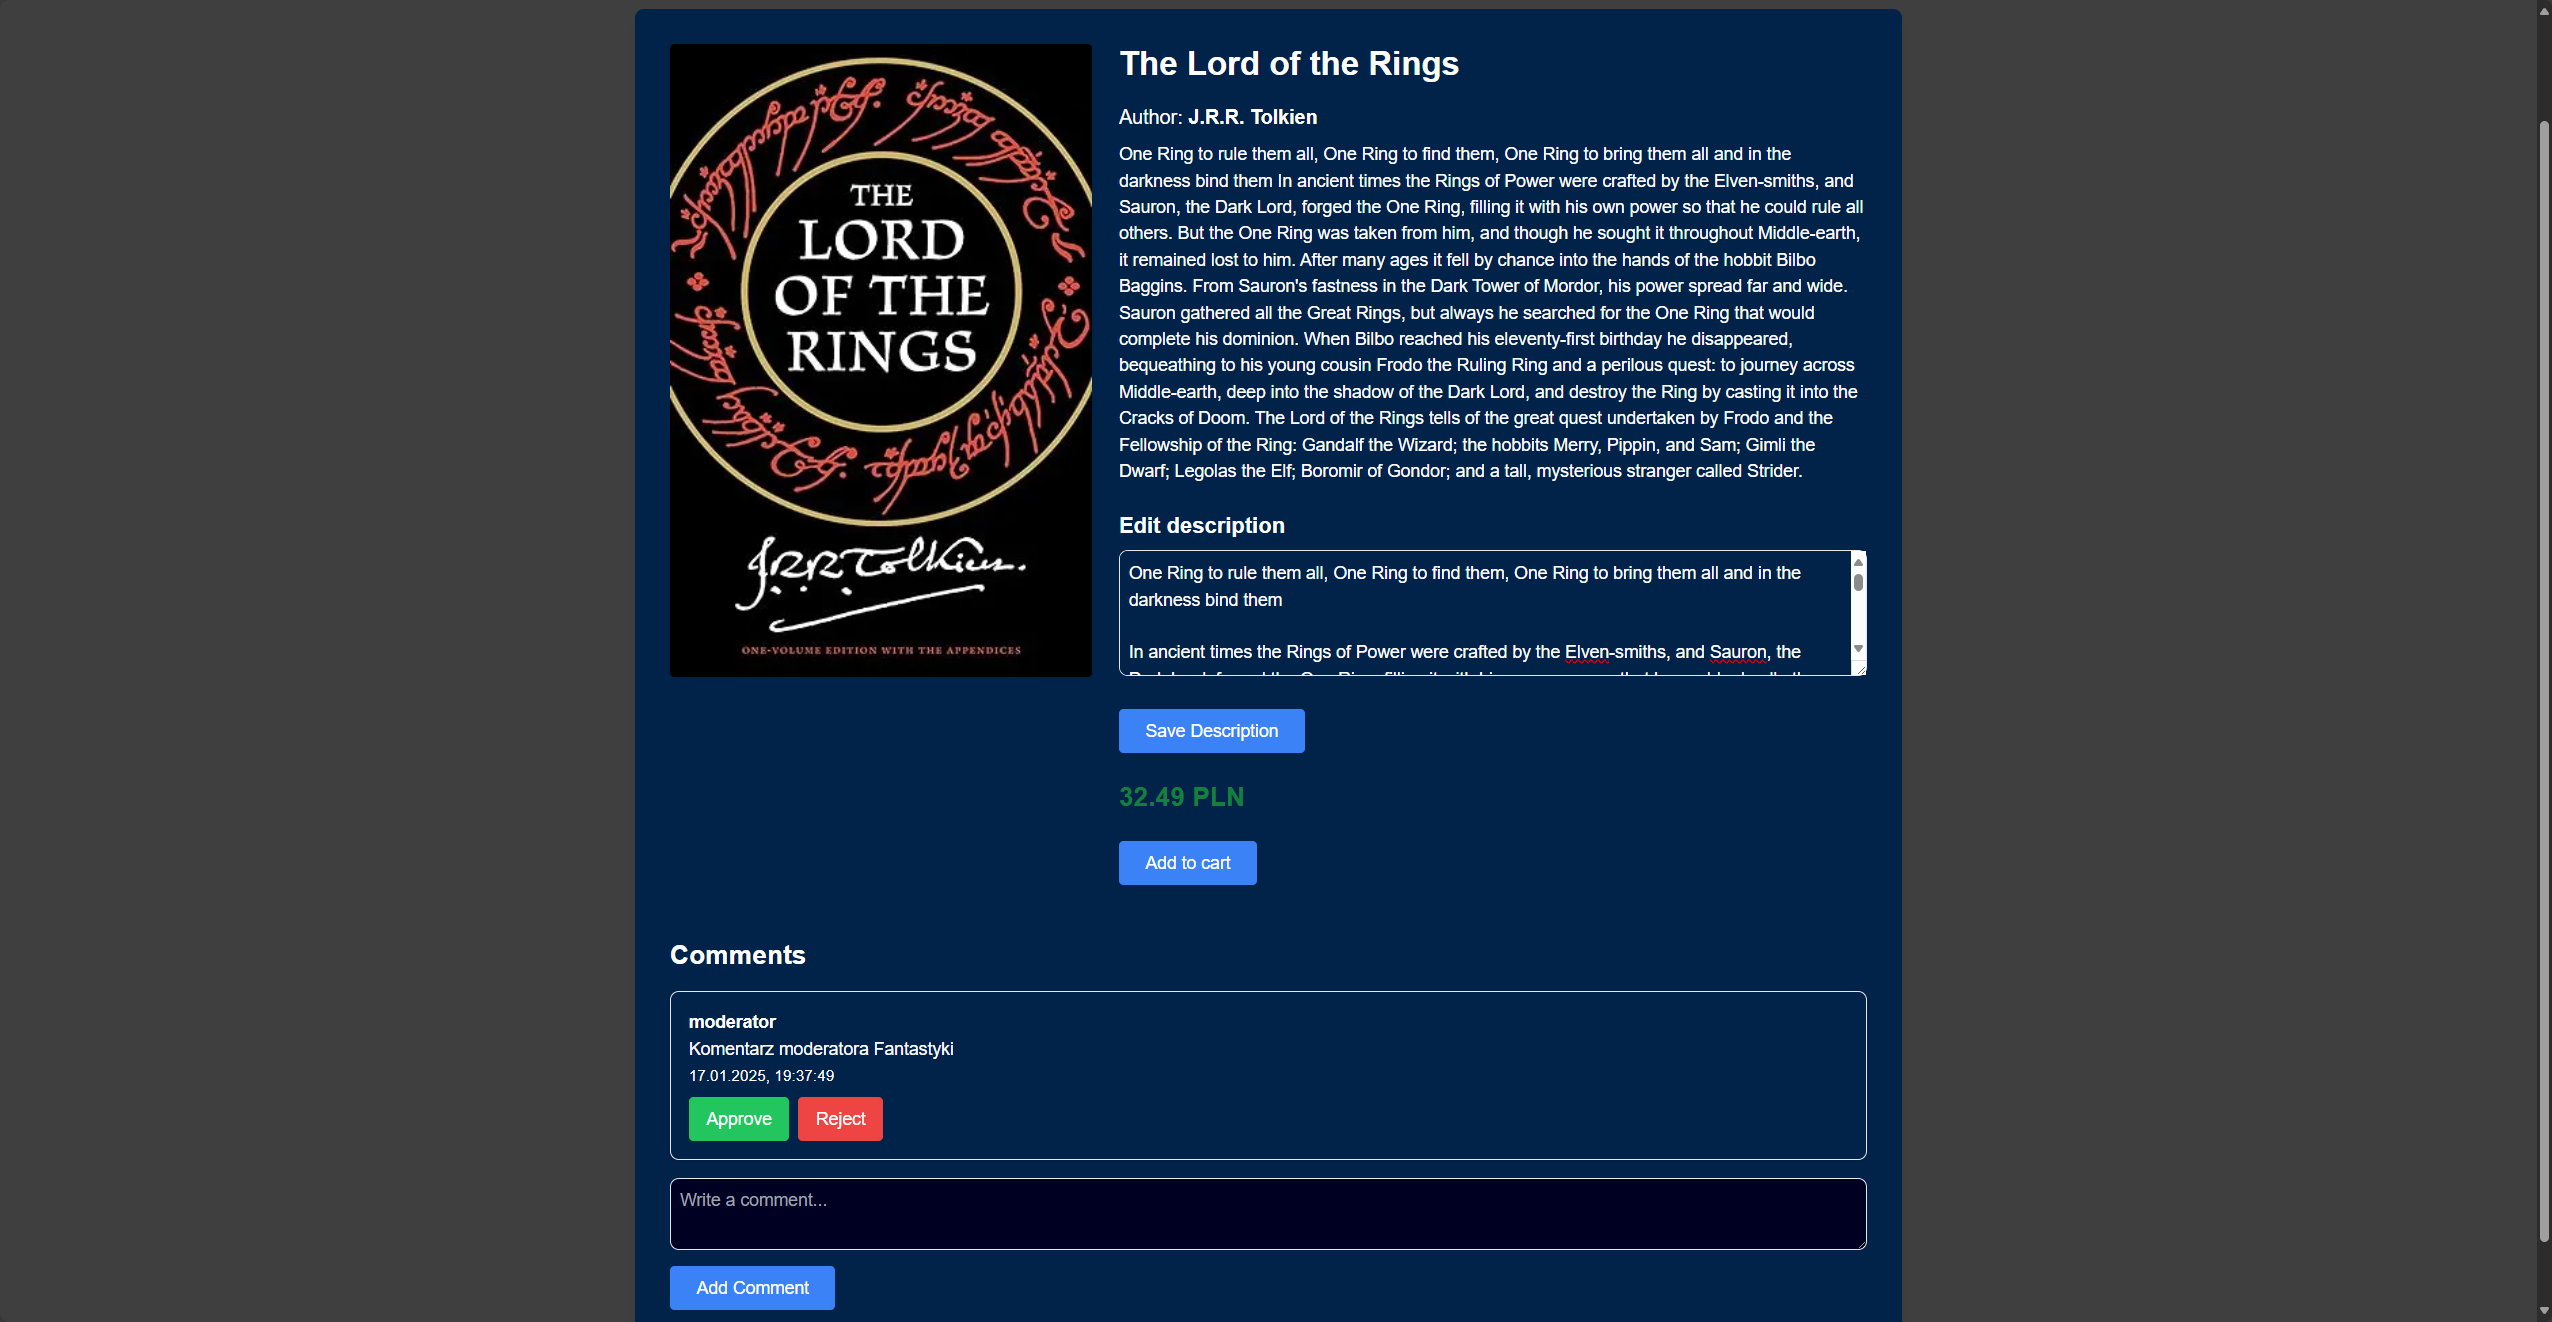 THE
LORD
OF THE
RINGS
J.R.R. Tolkien.
ONE-VOLUME EDITION WITH THE APPENDICES
The Lord of the Rings
Author: J.R.R. Tolkien
One Ring to rule them all, One Ring to find them, One Ring to bring them all and in the
darkness bind them In ancient times the Rings of Power were crafted by the Elven-smiths, and
Sauron, the Dark Lord, forged the One Ring, filling it with his own power so that he could rule all
others. But the One Ring was taken from him, and though he sought it throughout Middle-earth,
it remained lost to him. After many ages it fell by chance into the hands of the hobbit Bilbo
Baggins. From Sauron's fastness in the Dark Tower of Mordor, his power spread far and wide.
Sauron gathered all the Great Rings, but always he searched for the One Ring that would
complete his dominion. When Bilbo reached his eleventy-first birthday he disappeared,
bequeathing to his young cousin Frodo the Ruling Ring and a perilous quest: to journey across
Middle-earth, deep into the shadow of the Dark Lord, and destroy the Ring by casting it into the
Cracks of Doom. The Lord of the Rings tells of the great quest undertaken by Frodo and the
Fellowship of the Ring: Gandalf the Wizard; the hobbits Merry, Pippin, and Sam; Gimli the
Dwarf; Legolas the Elf; Boromir of Gondor; and a tall, mysterious stranger called Strider.
Edit description
One Ring to rule them all, One Ring to find them, One Ring to bring them all and in the
darkness bind them
In ancient times the Rings of Power were crafted by the Elven-smiths, and Sauron, the
Save Description
32.49 PLN
Add to cart
Comments
moderator
Komentarz moderatora Fantastyki
17.01.2025, 19:37:49
Approve
Reject
Write a comment...
Add Comment